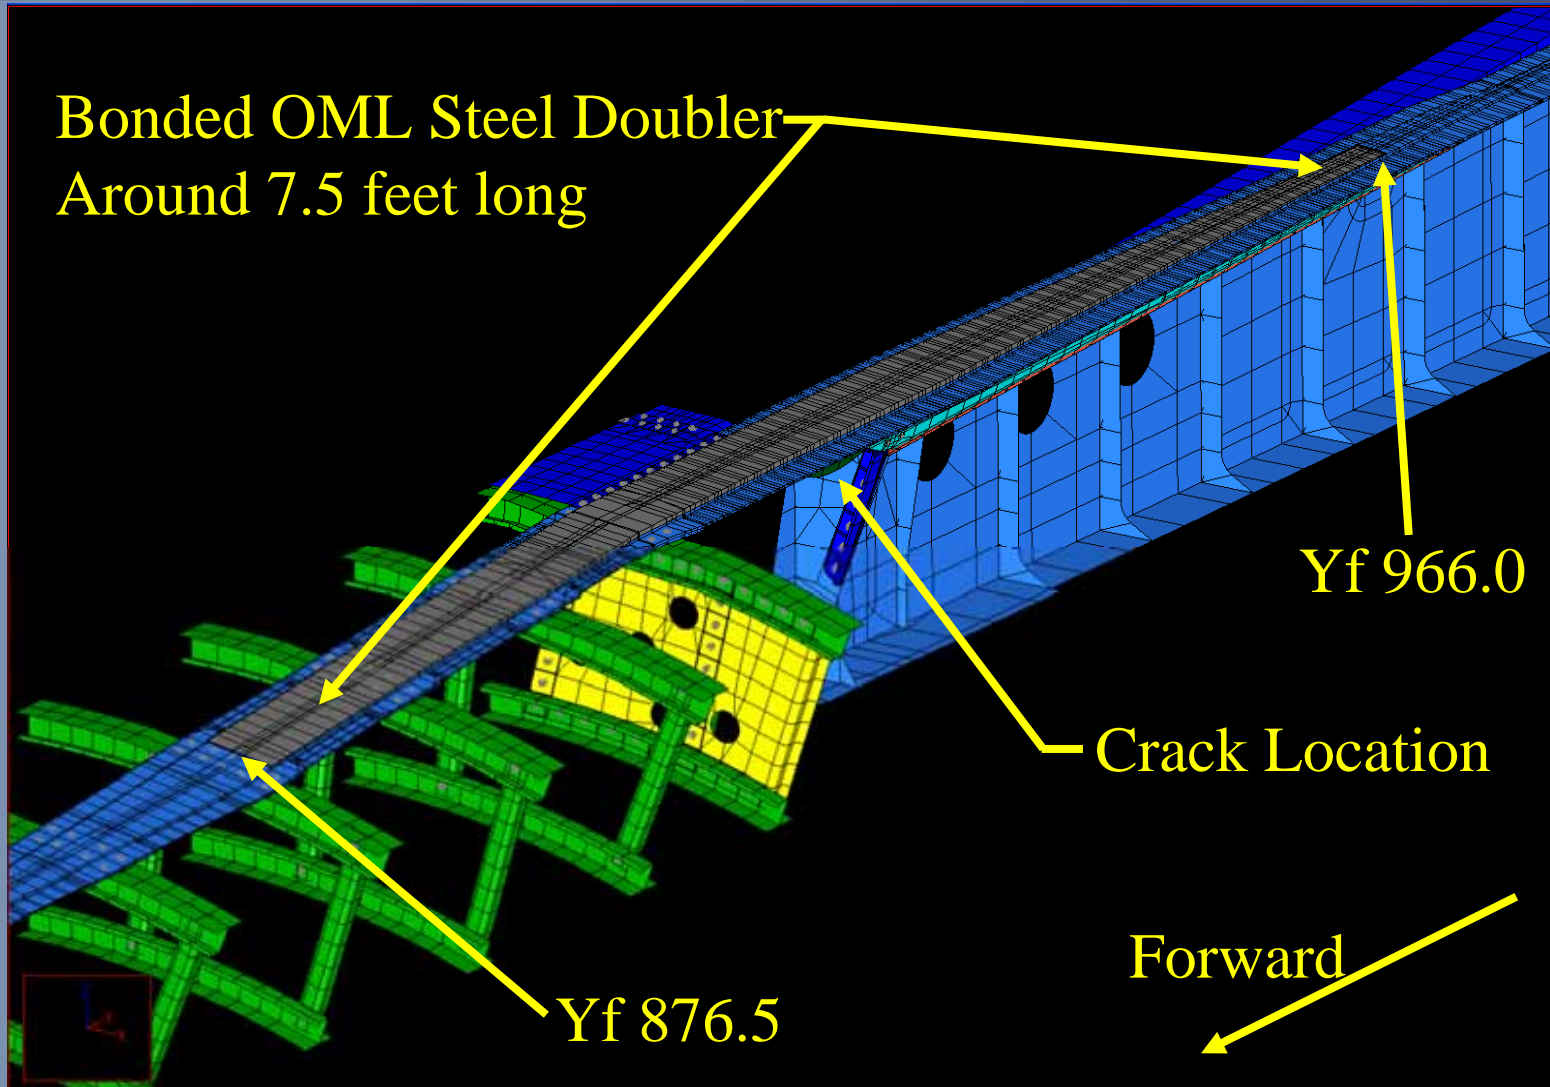 Bonded OML Steel Doubler
Around 7.5 feet long
Yf 966.0
Crack Location
Forward
Yf 876.5